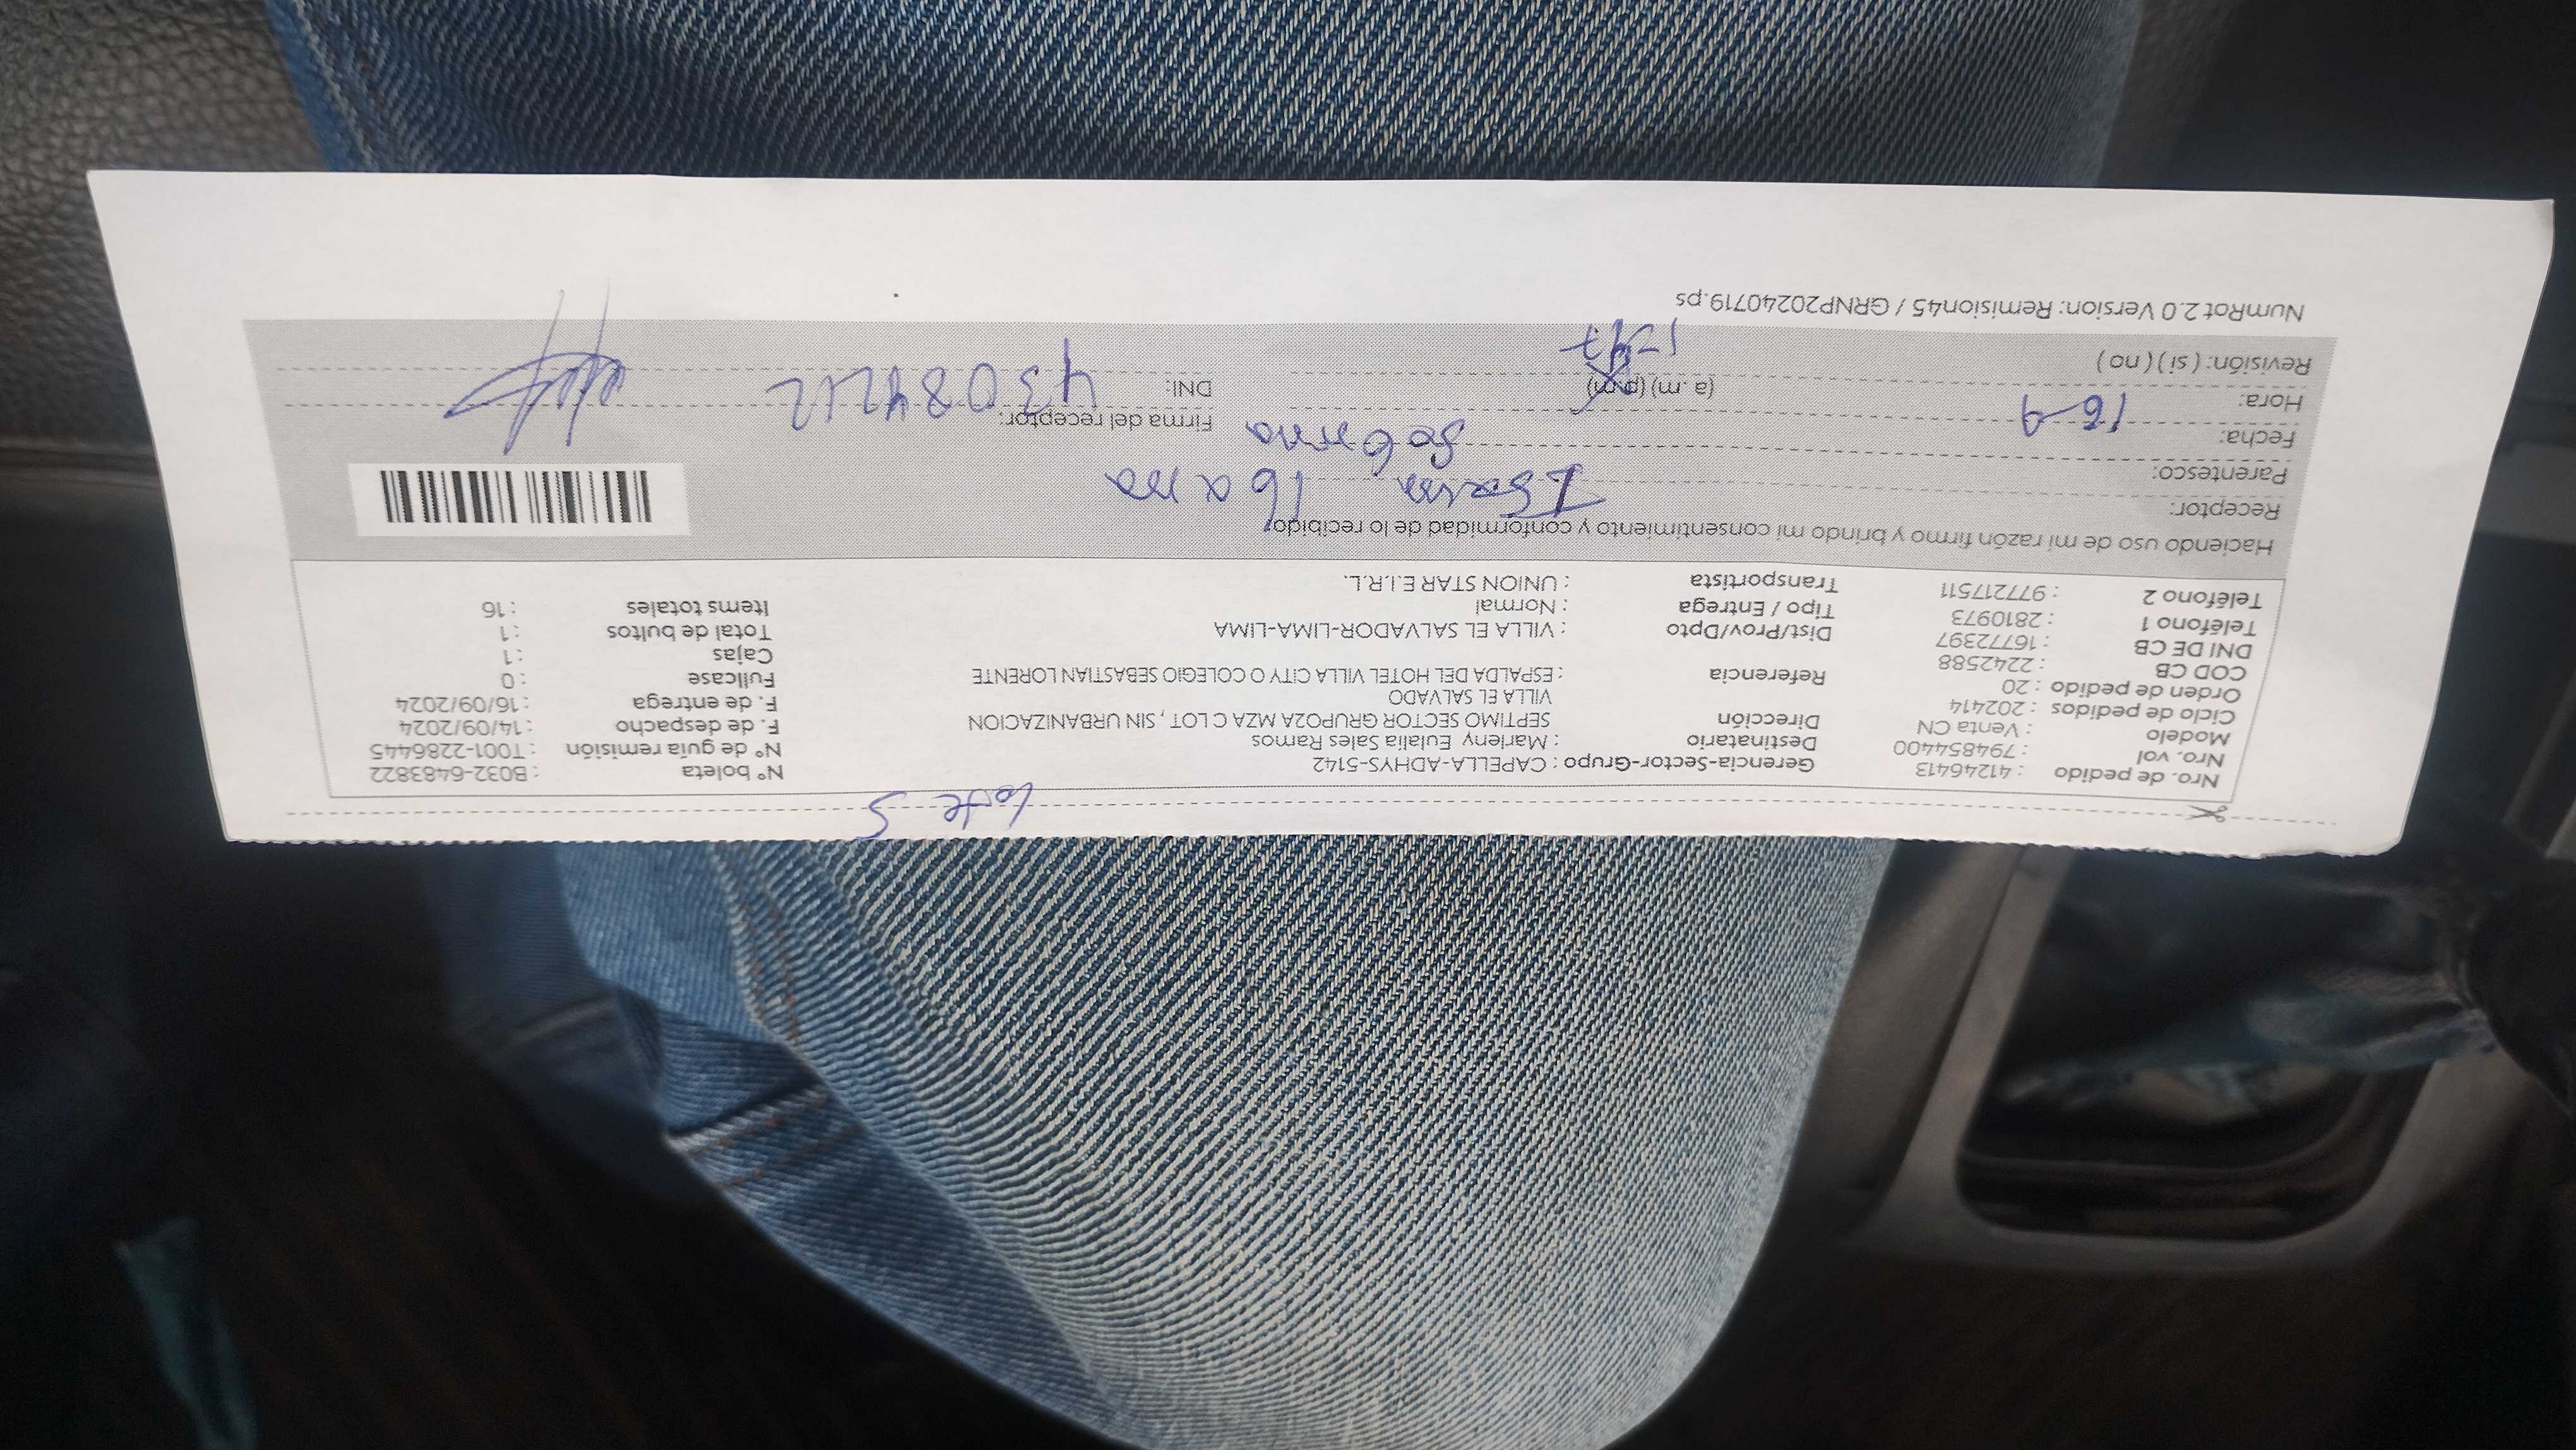 Lote 5
Nro. de pedido : 41246413 Gerencia-Sector-Grupo : CAPELLA-ADHYS-5142 N° boleta : B032-6483822
Nro. vol : 794854400 Destinatario : Marleny Eulalia Sales Ramos N° de guía remisión : T001-2286445
Modelo : Venta CN Dirección SEPTIMO SECTOR GRUPO7A MZA C LOT , SIN URBANIZACION F. de despacho : 14/09/2024
Ciclo de pedidos : 202414 VILLA EL SALVADO F. de entrega : 16/09/2024
Orden de pedido : 20 Referencia : ESPALDA DEL HOTEL VILLA CITY O COLEGIO SEBASTIAN LORENTE Fullcase : 0
COD CB : 2242588 Cajas : 1
DNI DE CB : 16772397 Dist/Prov/Dpto : VILLA EL SALVADOR-LIMA-LIMA Total de bultos : 1
Teléfono 1 : 2810973 Tipo / Entrega : Normal Items totales : 16
Teléfono 2 : 977217511 Transportista : UNION STAR E.I.R.L.
Haciendo uso de mi razón firmo y brindo mi consentimiento y conformidad de lo recibido.
Receptor:
Parentesco: Sobrina
Fecha: 16-9 Firma del receptor:
Hora: (a. m) (p.m) DNI:
Revisión: ( si ) ( no ) 1-47
NumRot 2.0 Version: Remision45 / GRNP20240719.ps